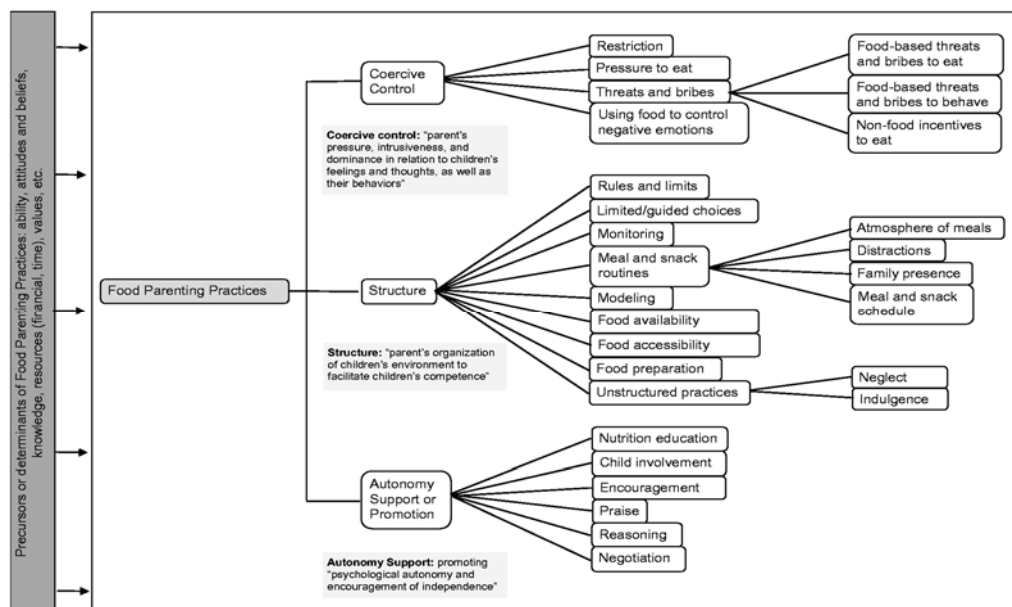 Precursors or determinants of Food Parenting Practices: ability, attitudes and beliefs,
knowledge, resources (financial, time), values, etc.
Food Parenting Practices
Coercive
Control
Coercive control: "parent's
pressure, intrusiveness, and
dominance in relation to children's
feelings and thoughts, as well as
their behaviors"
Restriction
Pressure to eat
Threats and bribes
Using food to control
negative emotions
Food-based threats
and bribes to eat
Food-based threats
and bribes to behave
Non-food incentives
to eat
Structure
Structure: "parent's organization
of children's environment to
facilitate children's competence"
Rules and limits
Limited/guided choices
Monitoring
Meal and snack
routines
Modeling
Food availability
Food accessibility
Food preparation
Unstructured practices
Atmosphere of meals
Distractions
Family presence
Meal and snack
schedule
Neglect
Indulgence
Autonomy
Support or
Promotion
Autonomy Support: promoting
"psychological autonomy and
encouragement of independence"
Nutrition education
Child involvement
Encouragement
Praise
Reasoning
Negotiation